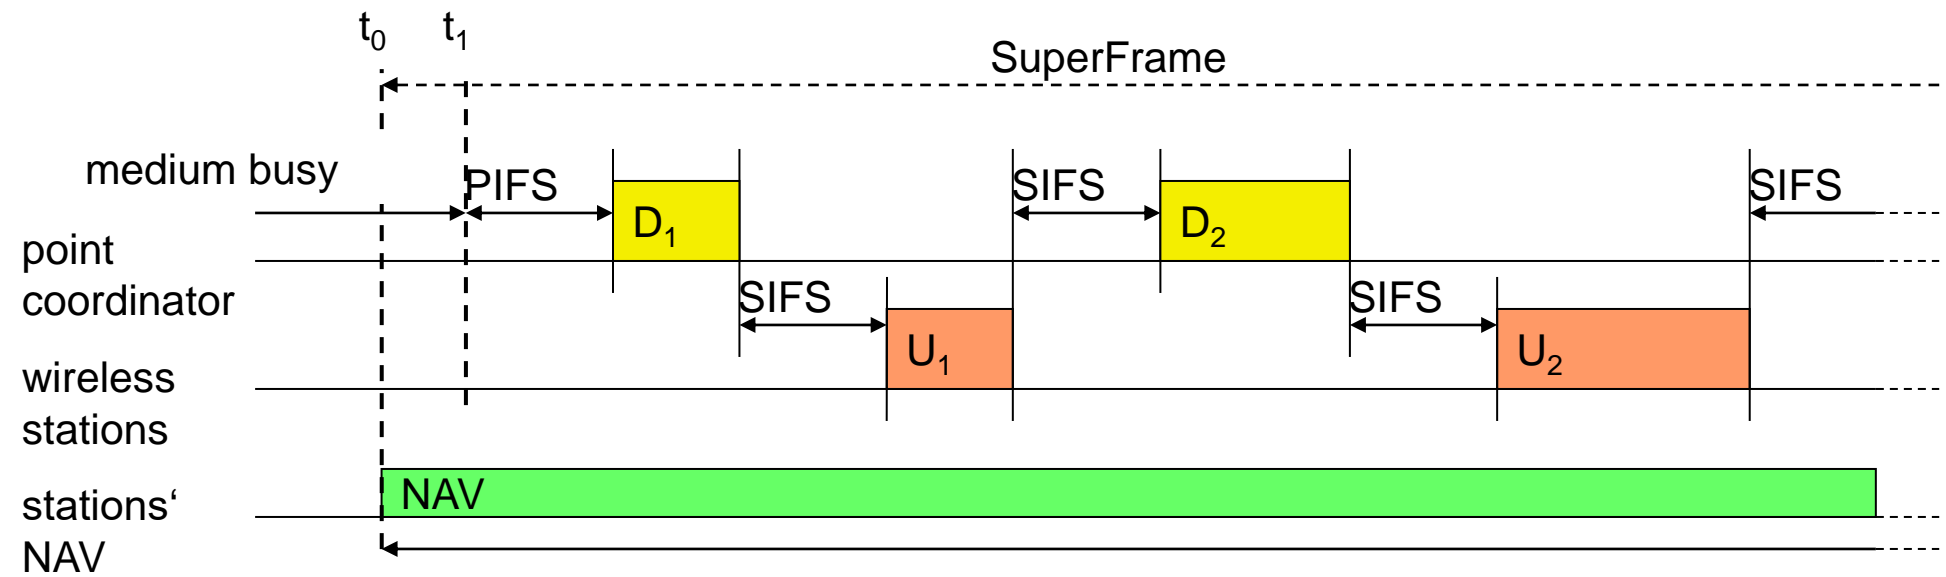 t0 t1
SuperFrame
medium busy
PIFS
SIFS
SIFS
D1
D2
point
coordinator
SIFS
SIFS
U1
U2
wireless
stations
NAV
stations‘
NAV